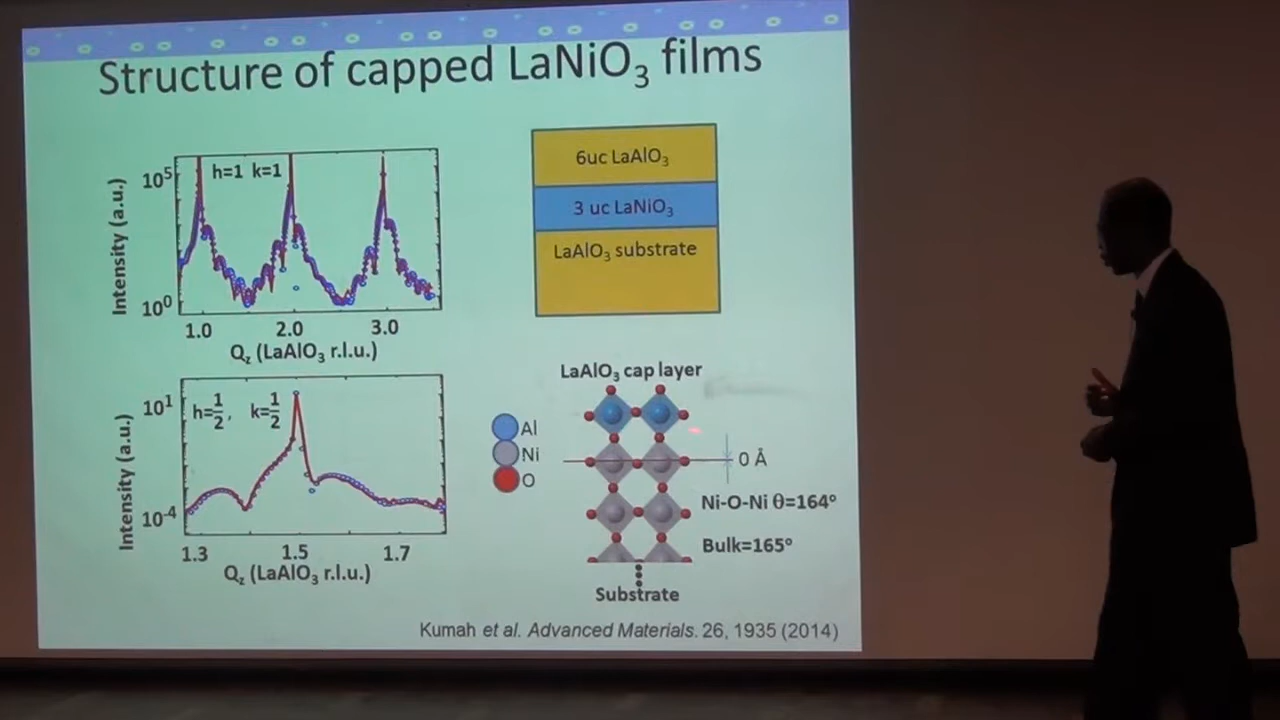 Structure of capped LaNiO₃ films
h=1 k=1
Intensity (a.u.)
10⁵
10⁰
1.0 2.0 3.0
Q_z (LaAlO₃ r.l.u.)
6uc LaAlO₃
3 uc LaNiO₃
LaAlO₃ substrate
h=1/2, k=1/2
Intensity (a.u.)
10¹
10⁻⁴
1.3 1.5 1.7
Q_z (LaAlO₃ r.l.u.)
LaAlO₃ cap layer
Al
Ni
O
0 Å
Ni-O-Ni θ=164°
Bulk=165°
Substrate
Kumah et al. Advanced Materials. 26, 1935 (2014)